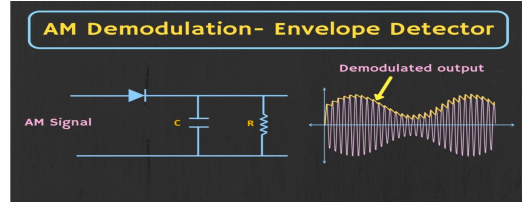 AM Demodulation- Envelope Detector
Demodulated output
AM Signal
C
R